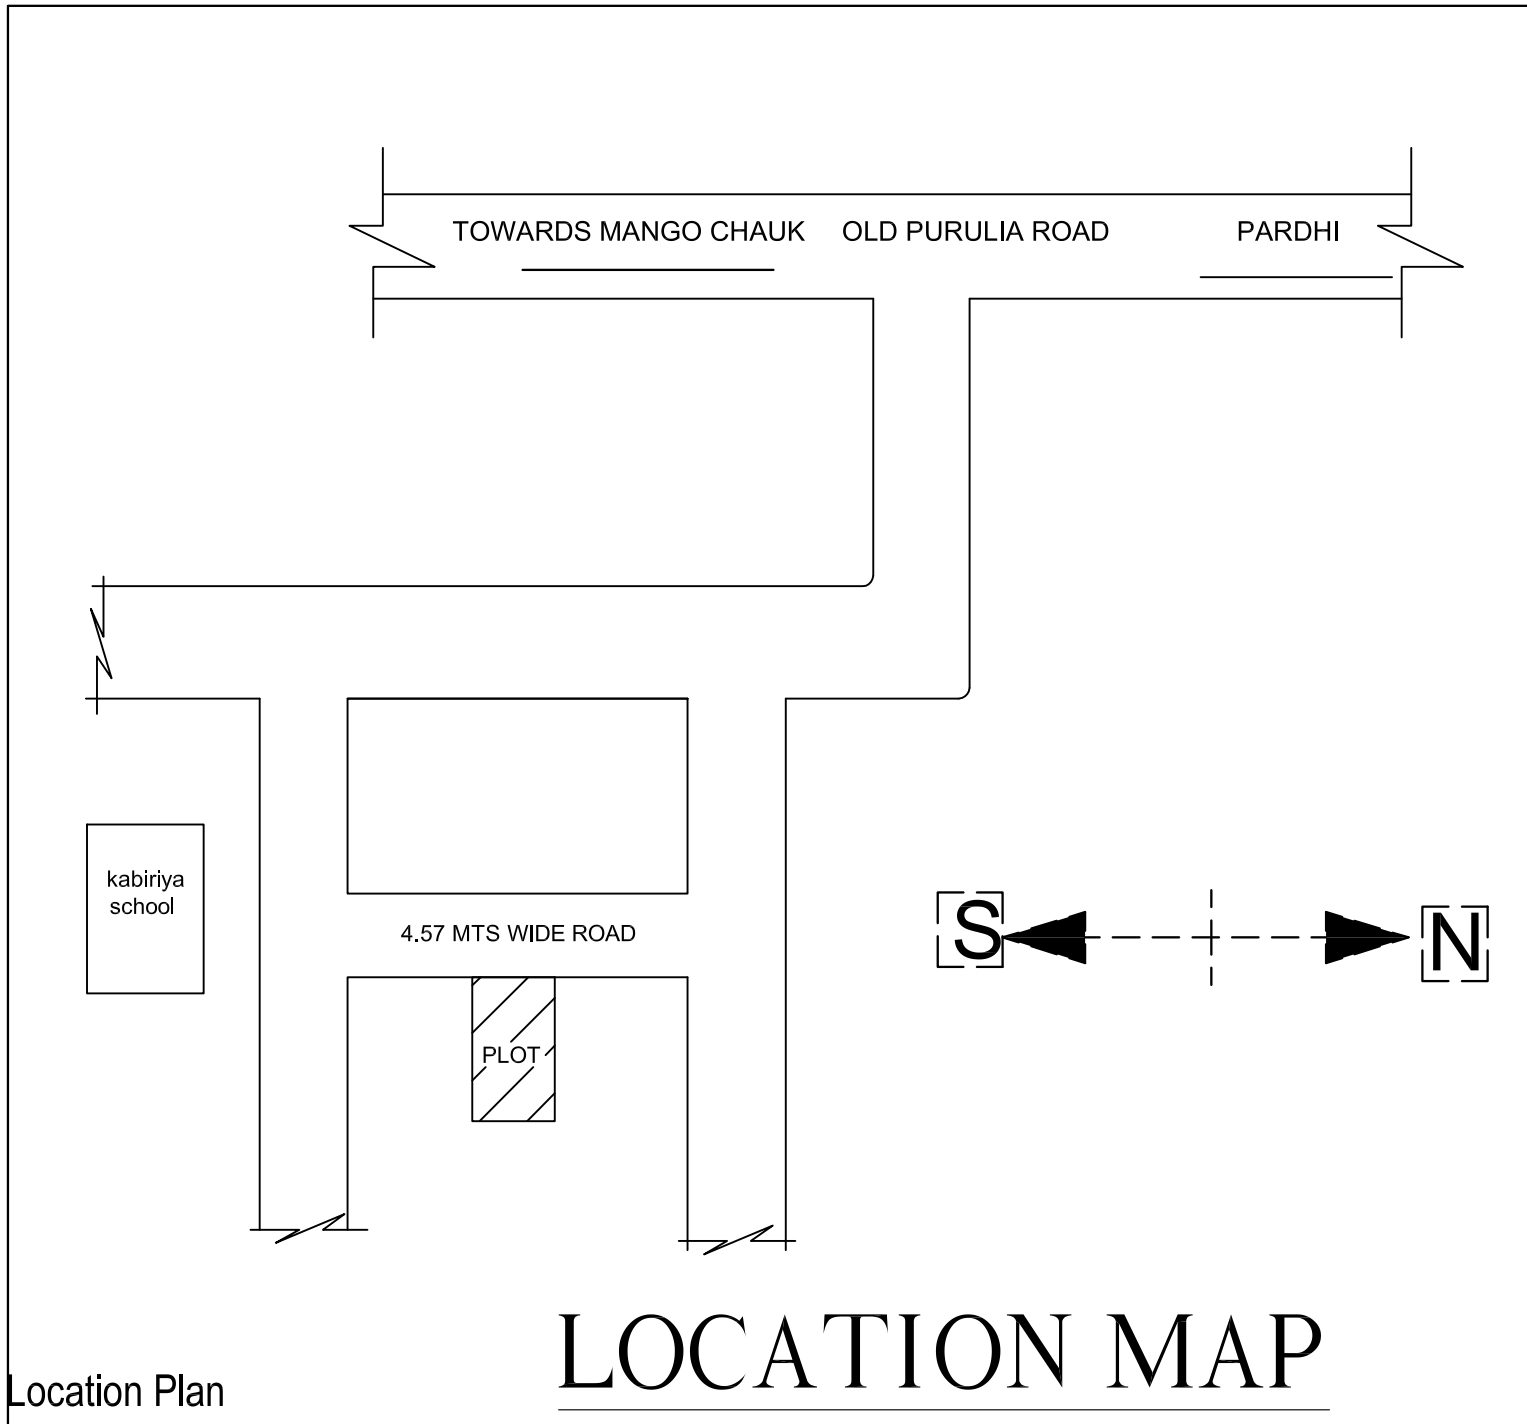 TOWARDS MANGO CHAUK OLD PURULIA ROAD PARDHI
kabiriya
school
4.57 MTS WIDE ROAD
S N
PLOT
LOCATION MAP
Location Plan